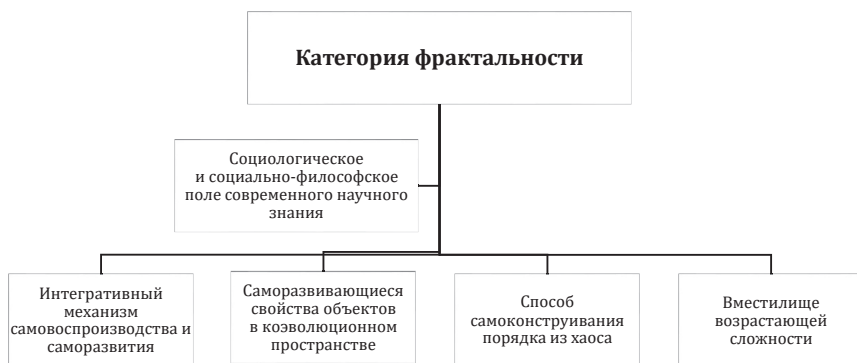 Категория фрактальности
Социологическое
и социально-философское
поле современного научного
знания
Интегративный
механизм
самовоспроизводства и
саморазвития
Саморазвивающиеся
свойства объектов
в коэволюционном
пространстве
Способ
самоконструивания
порядка из хаоса
Вместилище
возрастающей
сложности